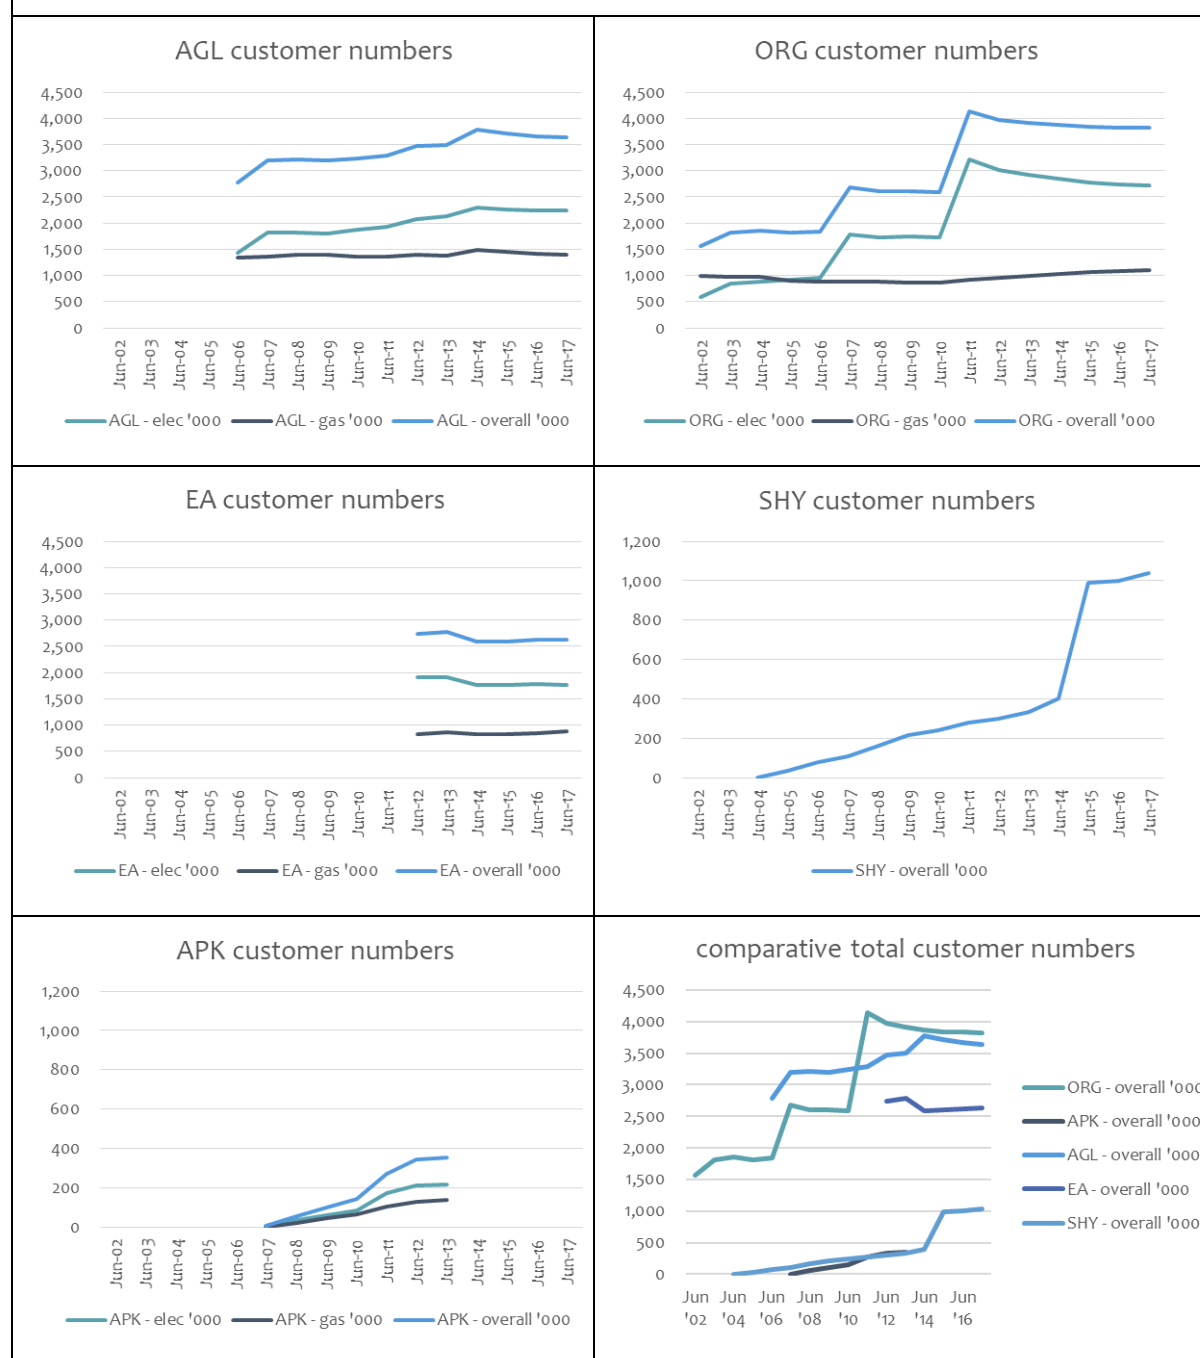 AGL customer numbers
4,500
4,000
3,500
3,000
2,500
2,000
1,500
1,000
500
0
Jun-02 Jun-03 Jun-04 Jun-05 Jun-06 Jun-07 Jun-08 Jun-09 Jun-10 Jun-11 Jun-12 Jun-13 Jun-14 Jun-15 Jun-16 Jun-17
AGL - elec '000 AGL - gas '000 AGL - overall '000
ORG customer numbers
4,500
4,000
3,500
3,000
2,500
2,000
1,500
1,000
500
0
Jun-02 Jun-03 Jun-04 Jun-05 Jun-06 Jun-07 Jun-08 Jun-09 Jun-10 Jun-11 Jun-12 Jun-13 Jun-14 Jun-15 Jun-16 Jun-17
ORG - elec '000 ORG - gas '000 ORG - overall '000
EA customer numbers
4,500
4,000
3,500
3,000
2,500
2,000
1,500
1,000
500
0
Jun-02 Jun-03 Jun-04 Jun-05 Jun-06 Jun-07 Jun-08 Jun-09 Jun-10 Jun-11 Jun-12 Jun-13 Jun-14 Jun-15 Jun-16 Jun-17
EA - elec '000 EA - gas '000 EA - overall '000
SHY customer numbers
1,200
1,000
800
600
400
200
0
Jun-02 Jun-03 Jun-04 Jun-05 Jun-06 Jun-07 Jun-08 Jun-09 Jun-10 Jun-11 Jun-12 Jun-13 Jun-14 Jun-15 Jun-16 Jun-17
SHY - overall '000
APK customer numbers
1,200
1,000
800
600
400
200
0
Jun-02 Jun-03 Jun-04 Jun-05 Jun-06 Jun-07 Jun-08 Jun-09 Jun-10 Jun-11 Jun-12 Jun-13 Jun-14 Jun-15 Jun-16 Jun-17
APK - elec '000 APK - gas '000 APK - overall '000
comparative total customer numbers
4,500
4,000
3,500
3,000
2,500
2,000
1,500
1,000
500
0
Jun Jun Jun Jun Jun Jun Jun Jun
'02 '04 '06 '08 '10 '12 '14 '16
ORG - overall '000
APK - overall '000
AGL - overall '000
EA - overall '000
SHY - overall '000